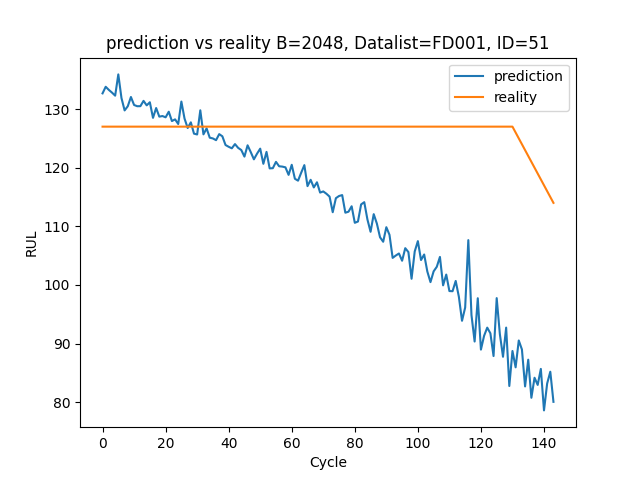 prediction vs reality B=2048, Datalist=FD001, ID=51
prediction
reality
RUL
130
120
110
100
90
80
0 20 40 60 80 100 120 140
Cycle